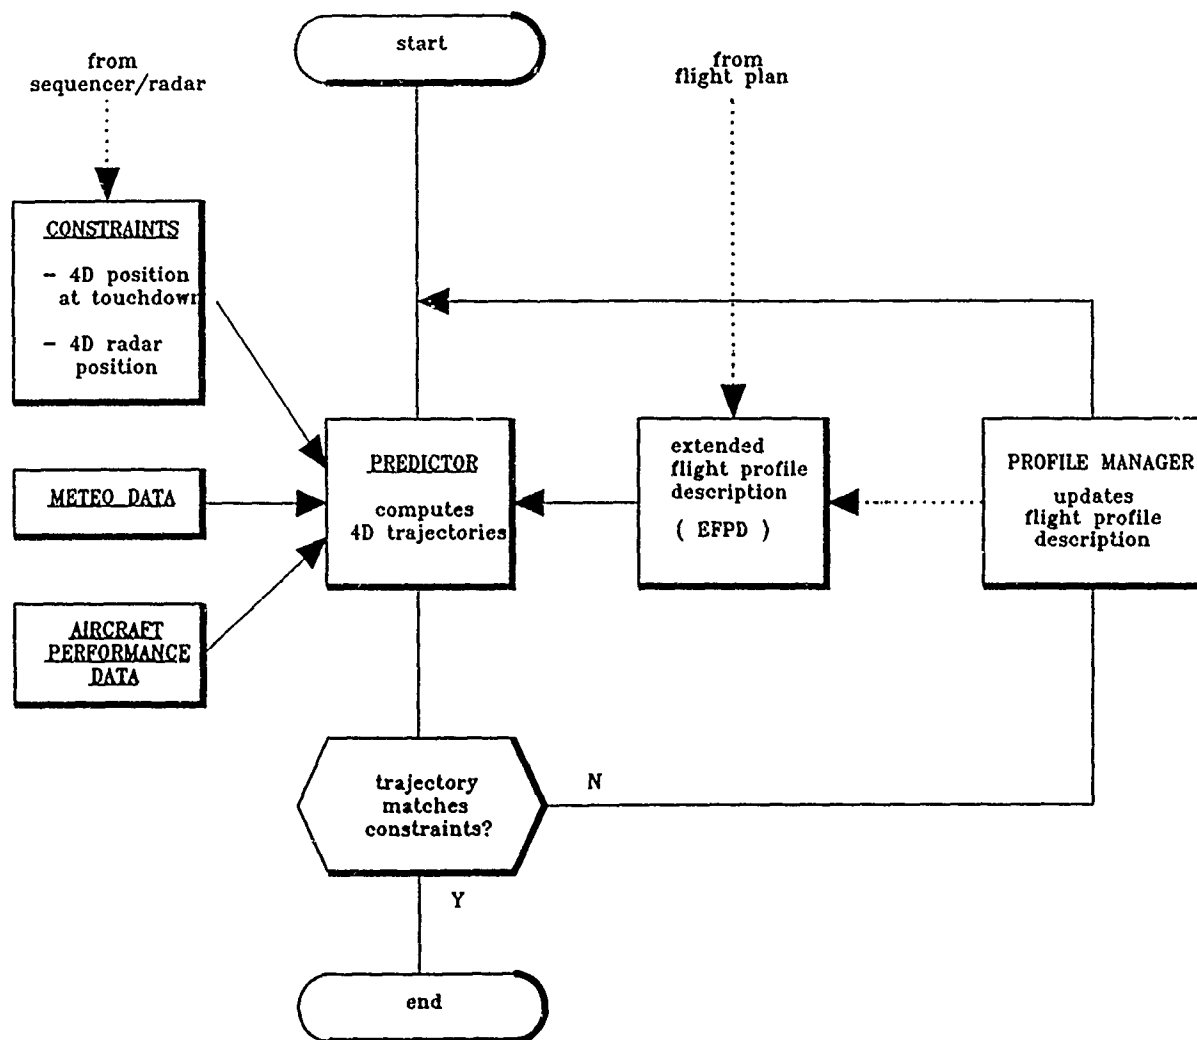 start
from
sequencer/radar
from
flight plan
CONSTRAINTS
- 4D position
at touchdown
- 4D radar
position
METEO DATA
AIRCRAFT
PERFORMANCE
DATA
PREDICTOR
computes
4D trajectories
extended
flight profile
description
( EFPD )
PROFILE MANAGER
updates
flight profile
description
trajectory
matches
constraints?
N
Y
end